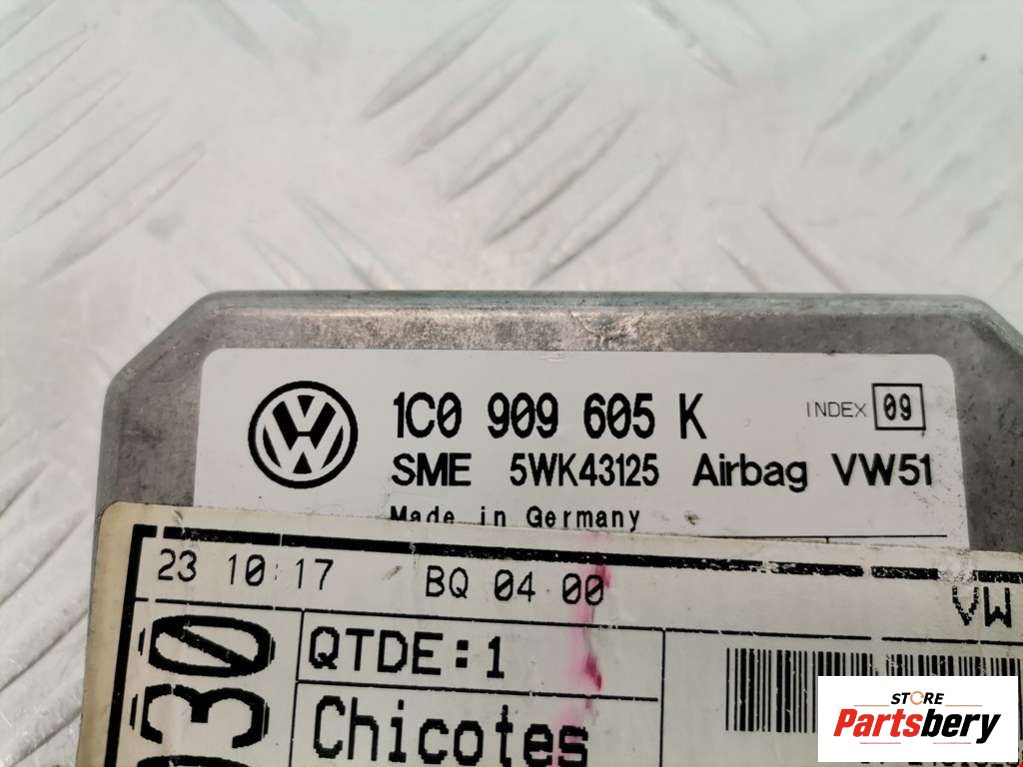 1C0 909 605 K INDEX 09
SME 5WK43125 Airbag VW51
Made in Germany
23 10:17 BQ 04 00 VW
QTDE:1
Chicotes
STORE
Partsbery